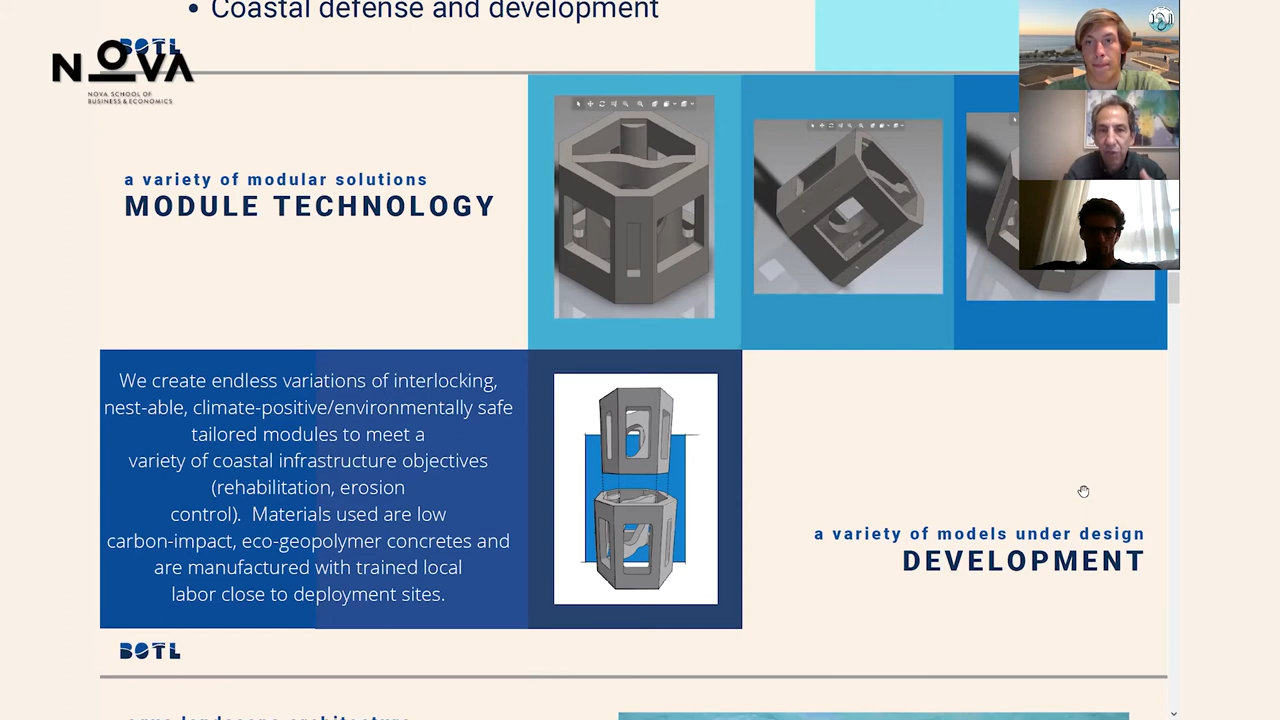 • Coastal defense and development
BOTL
NOVA
NOVA SCHOOL OF
BUSINESS & ECONOMICS
a variety of modular solutions
MODULE TECHNOLOGY
We create endless variations of interlocking,
nest-able, climate-positive/environmentally safe
tailored modules to meet a
variety of coastal infrastructure objectives
(rehabilitation, erosion
control). Materials used are low
carbon-impact, eco-geopolymer concretes and
are manufactured with trained local
labor close to deployment sites.
a variety of models under design
DEVELOPMENT
BOTL